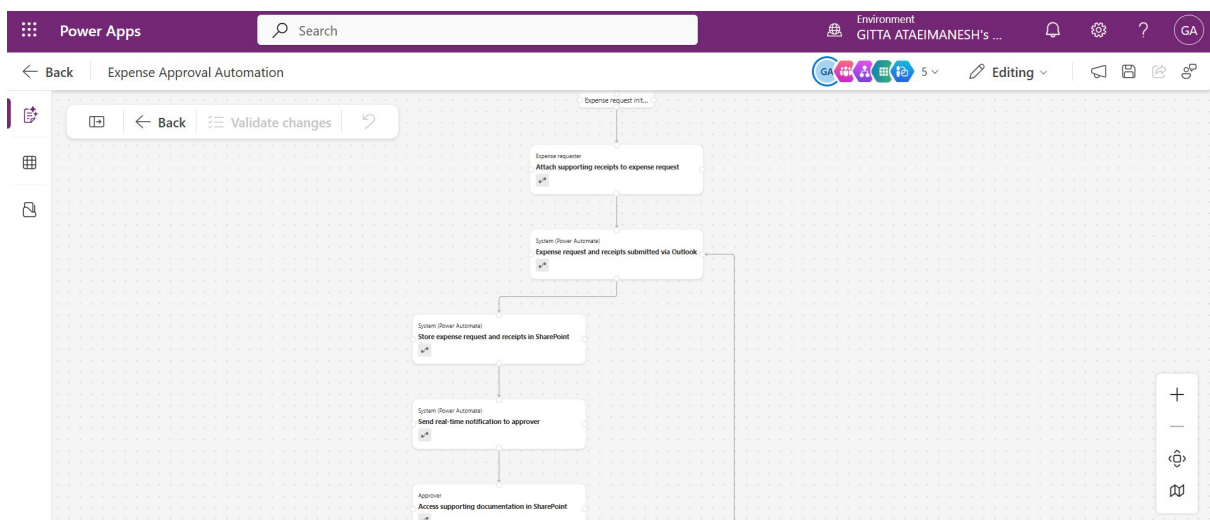 Power Apps
Search
Environment
GITTA ATAEIMANESH's ...
?
GA
Back
Expense Approval Automation
GA
5
Editing
Back
Validate changes
Expense request init...
Expense requester
Attach supporting receipts to expense request
System (Power Automate)
Expense request and receipts submitted via Outlook
System (Power Automate)
Store expense request and receipts in SharePoint
System (Power Automate)
Send real-time notification to approver
Approver
Access supporting documentation in SharePoint